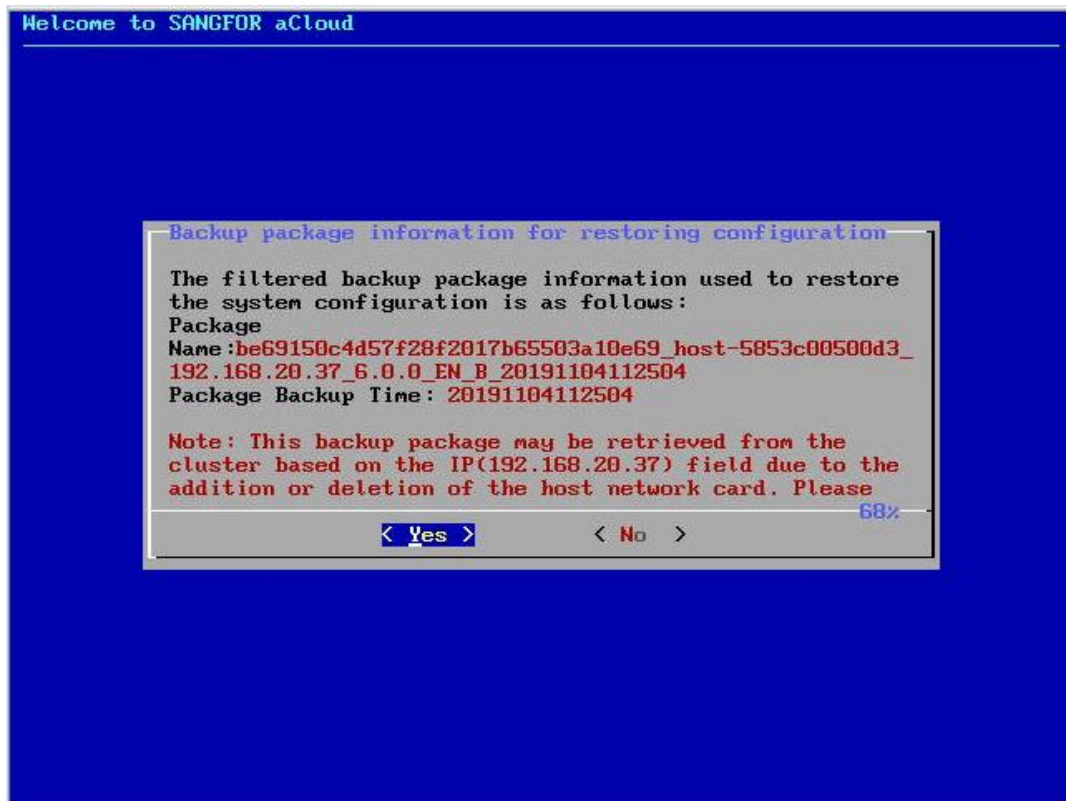 Welcome to SANGFOR aCloud
Backup package information for restoring configuration
The filtered backup package information used to restore
the system configuration is as follows:
Package
Name:be69150c4d57f28f2017b65503a10e69_host-5853c00500d3_
192.168.20.37_6.0.0_EN_B_20191104112504
Package Backup Time: 20191104112504
Note: This backup package may be retrieved from the
cluster based on the IP(192.168.20.37) field due to the
addition or deletion of the host network card. Please
68%
< Yes > < No >